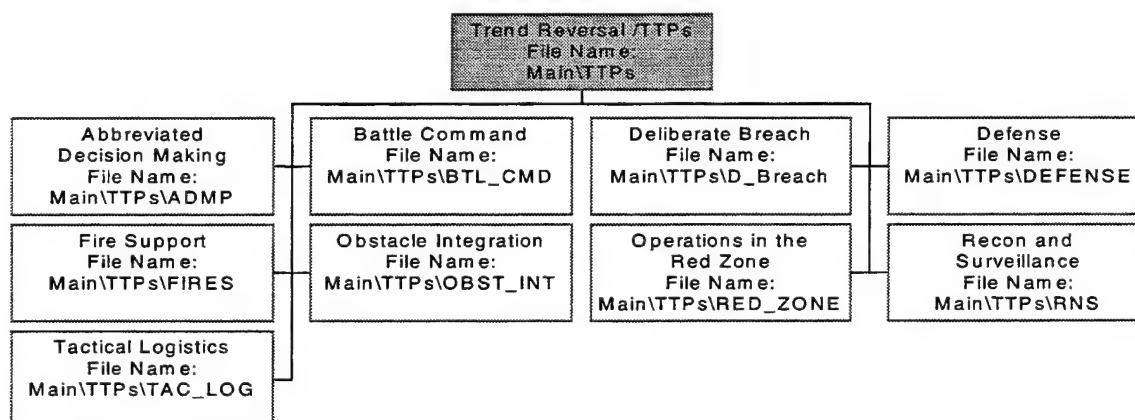 Trend Reversal /TTPs
File Name:
Main\TTPs
Abbreviated
Decision Making
File Name:
Main\TTPs\ADMP
Battle Command
File Name:
Main\TTPs\BTL_CMD
Deliberate Breach
File Name:
Main\TTPs\D_Breach
Defense
File Name:
Main\TTPs\DEFENSE
Fire Support
File Name:
Main\TTPs\FIRES
Obstacle Integration
File Name:
Main\TTPs\OBST_INT
Operations in the
Red Zone
File Name:
Main\TTPs\RED_ZONE
Recon and
Surveillance
File Name:
Main\TTPs\RNS
Tactical Logistics
File Name:
Main\TTPs\TAC_LOG